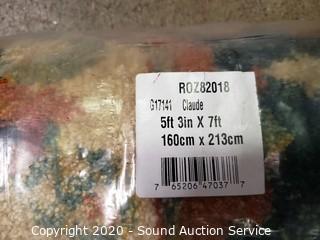 ROZ82018
G17141 Claude
5ft 3in X 7ft
160cm x 213cm
7 65206 47037 7
Copyright © 2020 - Sound Auction Service